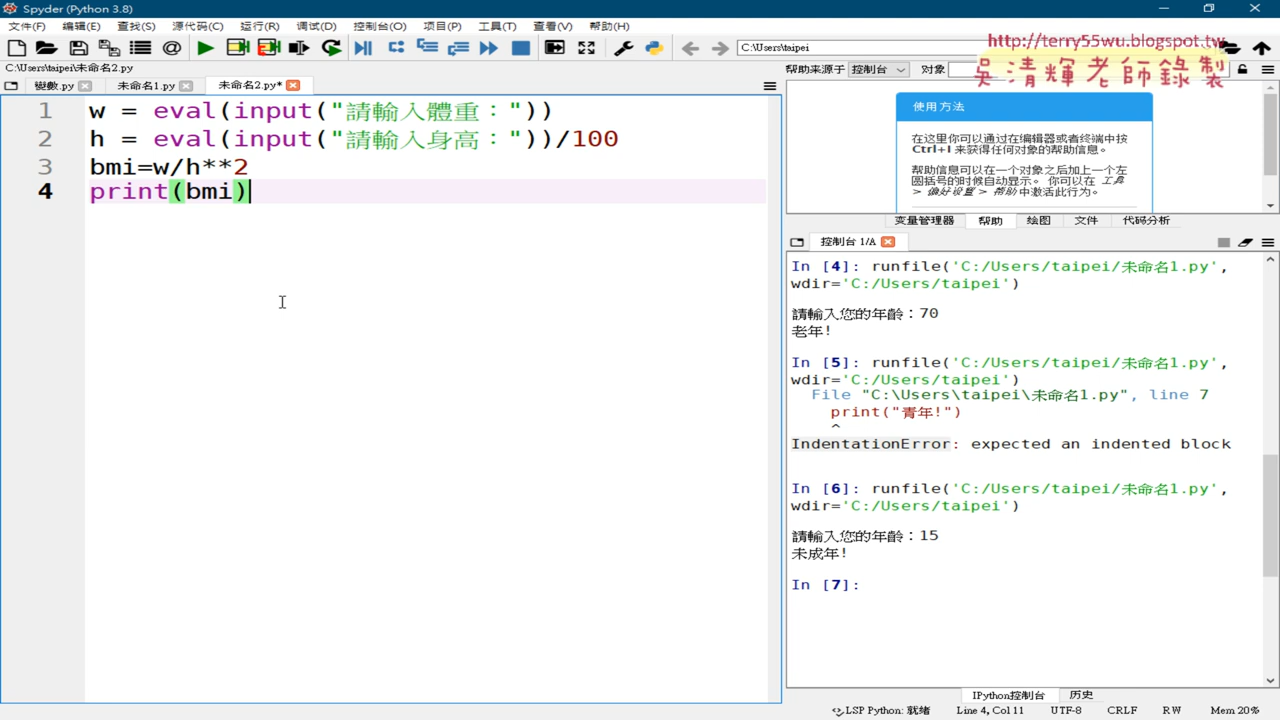 Spyder (Python 3.8)
文件(F) 编辑(E) 查找(S) 源代码(C) 运行(R) 调试(D) 控制台(O) 项目(P) 工具(T) 查看(V) 帮助(H)
C:\Users\taipei
http://terry55wu.blogspot.tw
吳清輝老師錄製
C:\Users\taipei\未命名2.py
变數.py 未命名1.py 未命名2.py*
帮助来源于 控制台 对象
1 w = eval(input("請輸入體重："))
2 h = eval(input("請輸入身高："))/100
3 bmi=w/h**2
4 print(bmi)
使用方法
在这里你可以通过在编辑器或者终端中按
Ctrl+I 来获得任何对象的帮助信息。
帮助信息可以在一个对象之后加上一个左
圆括号的时候自动显示。 你可以在 工具
> 偏好设置 > 帮助 中激活此行为。
变量管理器 帮助 绘图 文件 代码分析
控制台 1/A
In [4]: runfile('C:/Users/taipei/未命名1.py',
wdir='C:/Users/taipei')
請輸入您的年齡：70
老年!
In [5]: runfile('C:/Users/taipei/未命名1.py',
wdir='C:/Users/taipei')
File "C:\Users\taipei\未命名1.py", line 7
print("青年!")
^
IndentationError: expected an indented block
In [6]: runfile('C:/Users/taipei/未命名1.py',
wdir='C:/Users/taipei')
請輸入您的年齡：15
未成年!
In [7]:
IPython控制台 历史
LSP Python: 就绪 Line 4, Col 11 UTF-8 CRLF RW Mem 20%